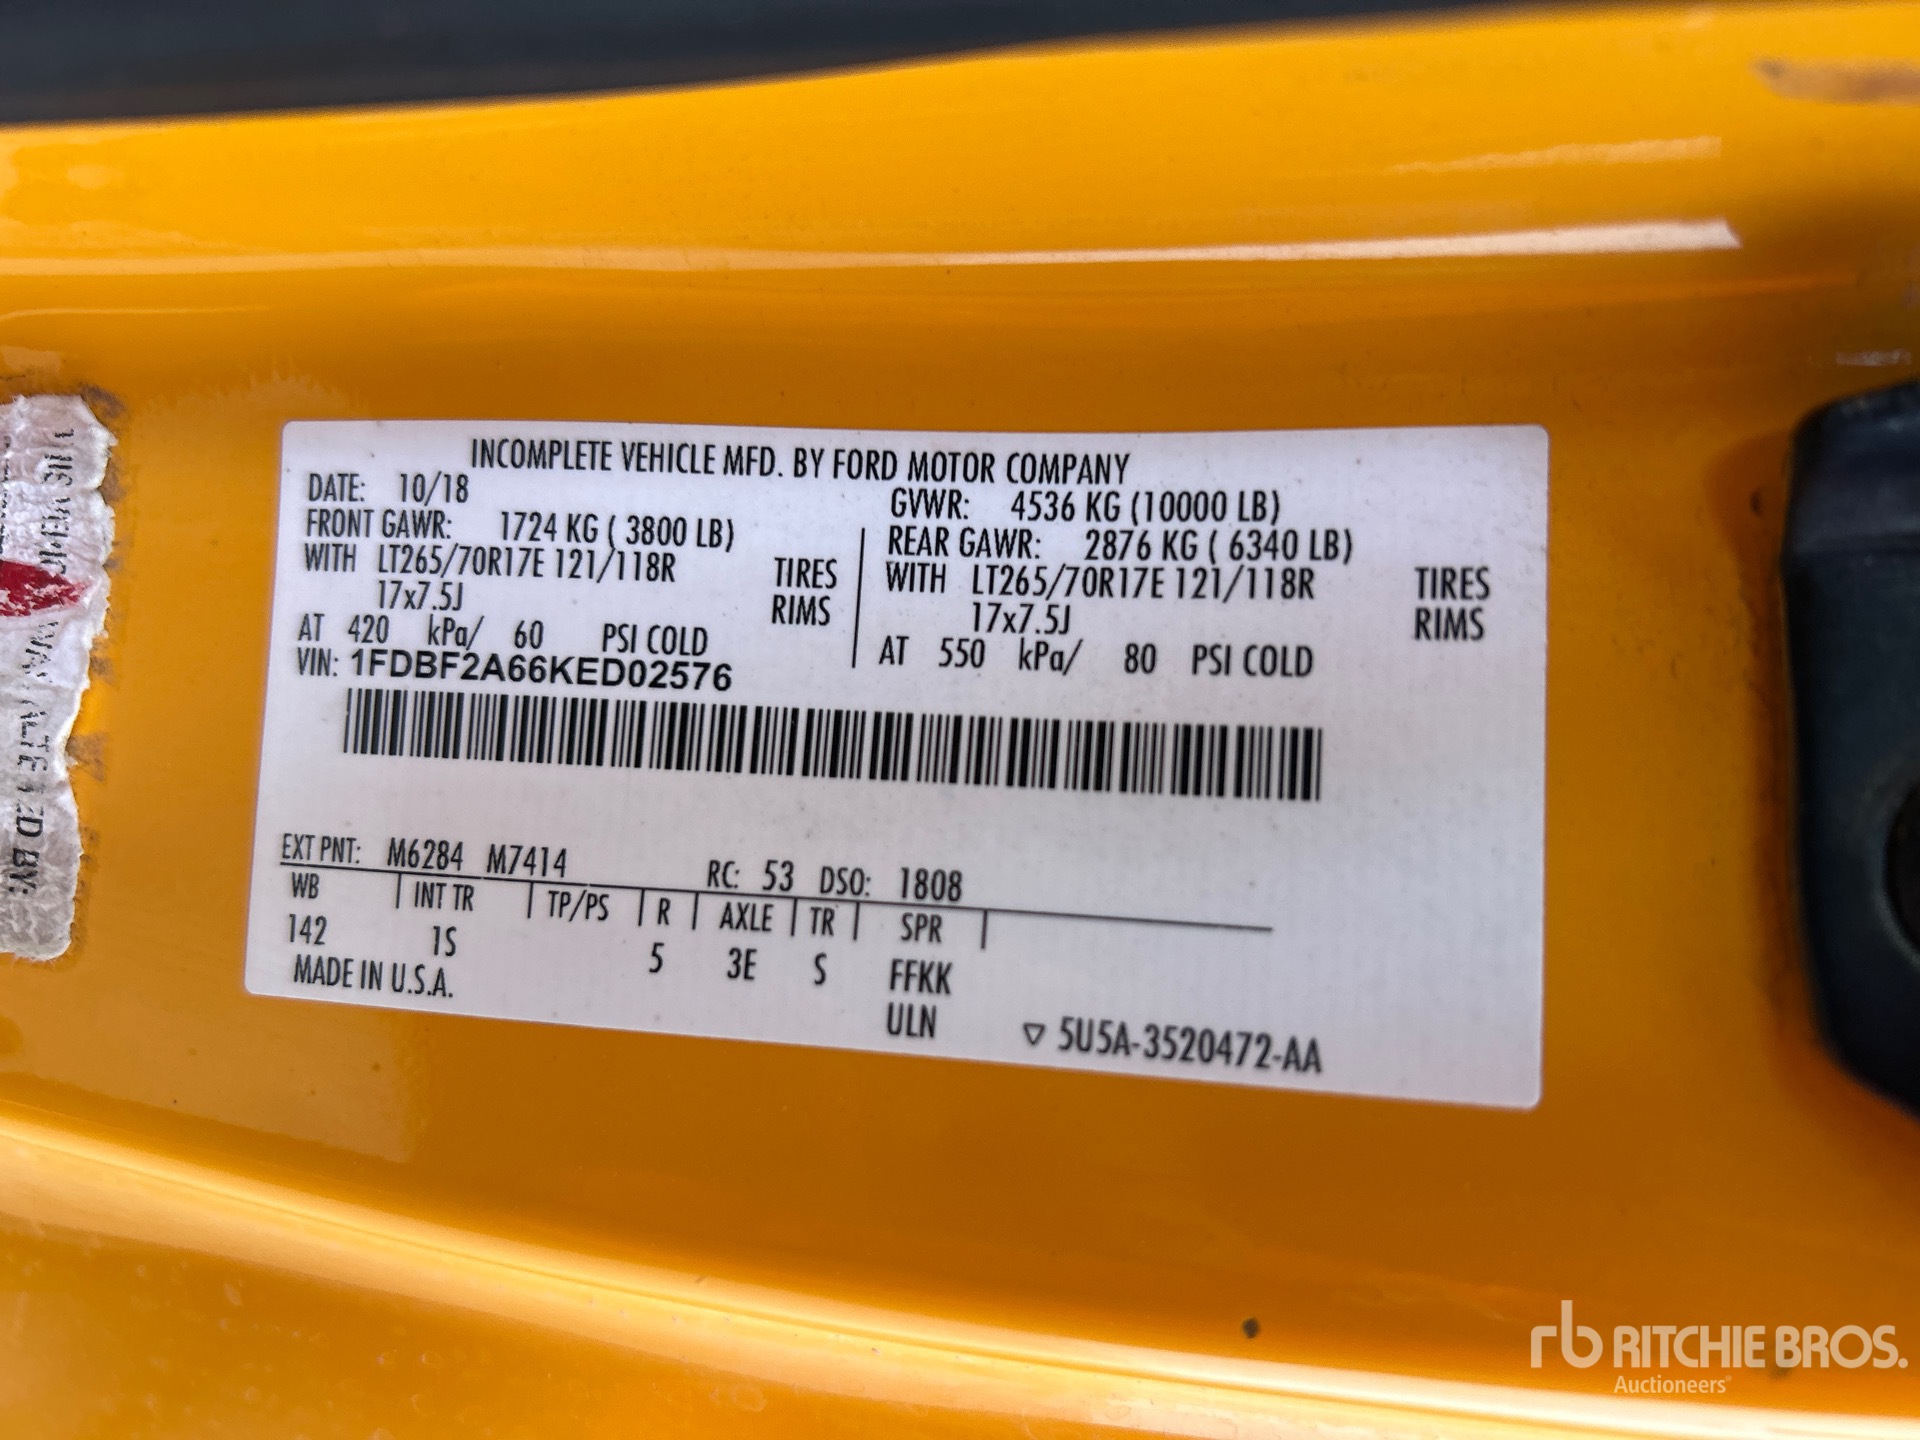 INCOMPLETE VEHICLE MFD. BY FORD MOTOR COMPANY
DATE: 10/18 GVWR: 4536 KG (10000 LB)
FRONT GAWR: 1724 KG ( 3800 LB) REAR GAWR: 2876 KG ( 6340 LB)
WITH LT265/70R17E 121/118R TIRES WITH LT265/70R17E 121/118R TIRES
17x7.5J RIMS 17x7.5J RIMS
AT 420 kPa/ 60 PSI COLD AT 550 kPa/ 80 PSI COLD
VIN: 1FDBF2A66KED02576
EXT PNT: M6284 M7414 RC: 53 DSO: 1808
WB INT TR TP/PS R AXLE TR SPR
142 1S 5 3E S FFKK
MADE IN U.S.A. ULN ▽ 5U5A-3520472-AA
ALTERED BY:
rb RITCHIE BROS.
Auctioneers